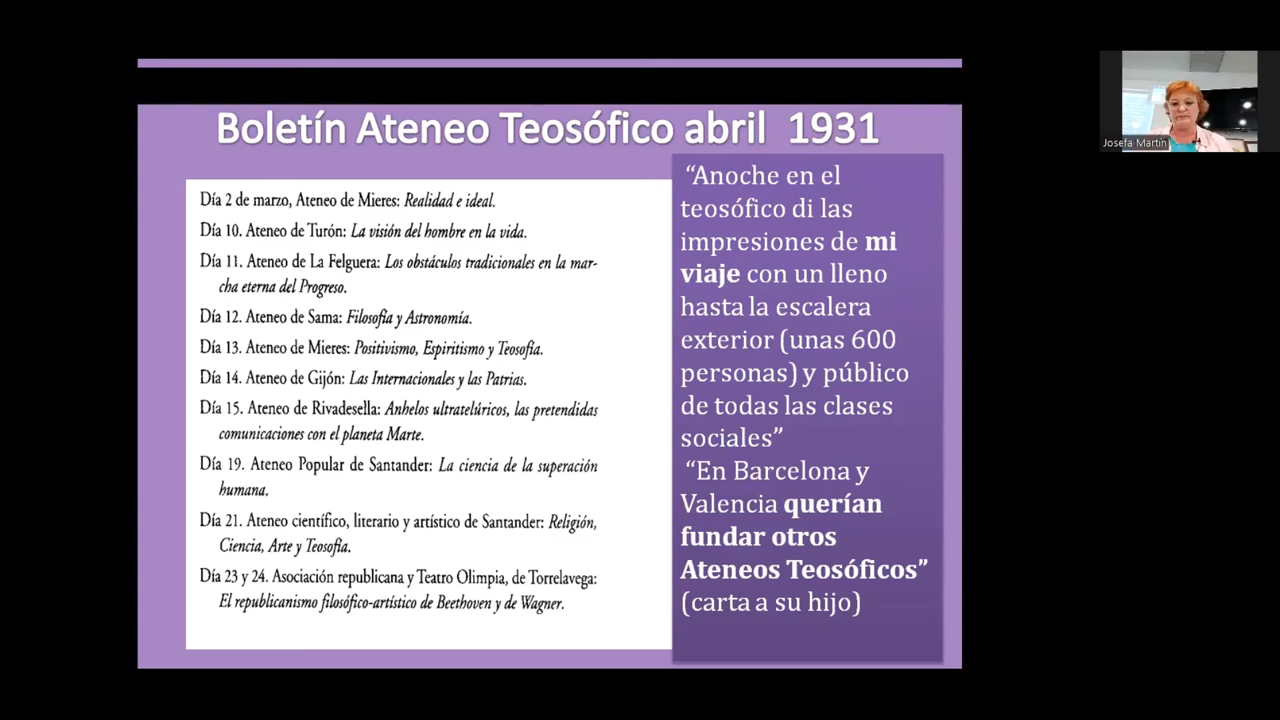 Boletín Ateneo Teosófico abril 1931
Día 2 de marzo, Ateneo de Mieres: Realidad e ideal.
Día 10. Ateneo de Turón: La visión del hombre en la vida.
Día 11. Ateneo de La Felguera: Los obstáculos tradicionales en la mar-
cha eterna del Progreso.
Día 12. Ateneo de Sama: Filosofía y Astronomía.
Día 13. Ateneo de Mieres: Positivismo, Espiritismo y Teosofía.
Día 14. Ateneo de Gijón: Las Internacionales y las Patrias.
Día 15. Ateneo de Rivadesella: Anhelos ultratelúricos, las pretendidas
comunicaciones con el planeta Marte.
Día 19. Ateneo Popular de Santander: La ciencia de la superación
humana.
Día 21. Ateneo científico, literario y artístico de Santander: Religión,
Ciencia, Arte y Teosofía.
Día 23 y 24. Asociación republicana y Teatro Olimpia, de Torrelavega:
El republicanismo filosófico-artístico de Beethoven y de Wagner.
“Anoche en el
teosófico di las
impresiones de mi
viaje con un lleno
hasta la escalera
exterior (unas 600
personas) y público
de todas las clases
sociales”
“En Barcelona y
Valencia querían
fundar otros
Ateneos Teosóficos”
(carta a su hijo)
Josefa Martín